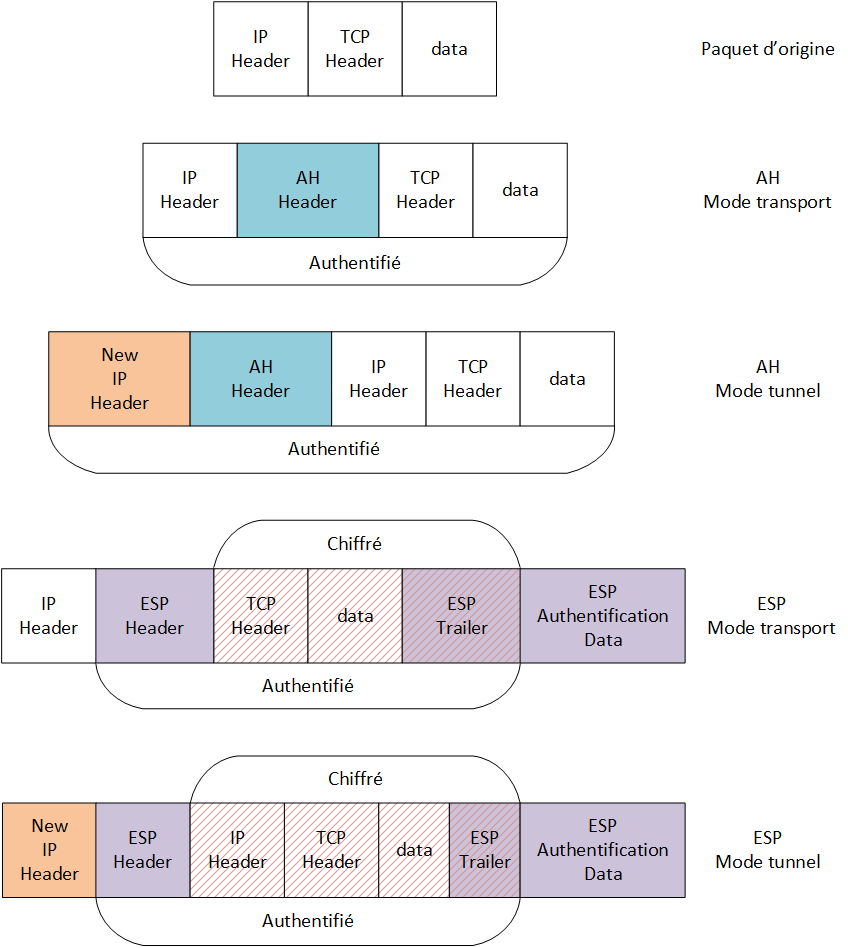 IP
Header
TCP
Header
data
Paquet d’origine
IP
Header
AH
Header
TCP
Header
data
AH
Mode transport
Authentifié
New
IP
Header
AH
Header
IP
Header
TCP
Header
data
AH
Mode tunnel
Authentifié
Chiffré
IP
Header
ESP
Header
TCP
Header
data
ESP
Trailer
ESP
Authentification
Data
ESP
Mode transport
Authentifié
Chiffré
New
IP
Header
ESP
Header
IP
Header
TCP
Header
data
ESP
Trailer
ESP
Authentification
Data
ESP
Mode tunnel
Authentifié